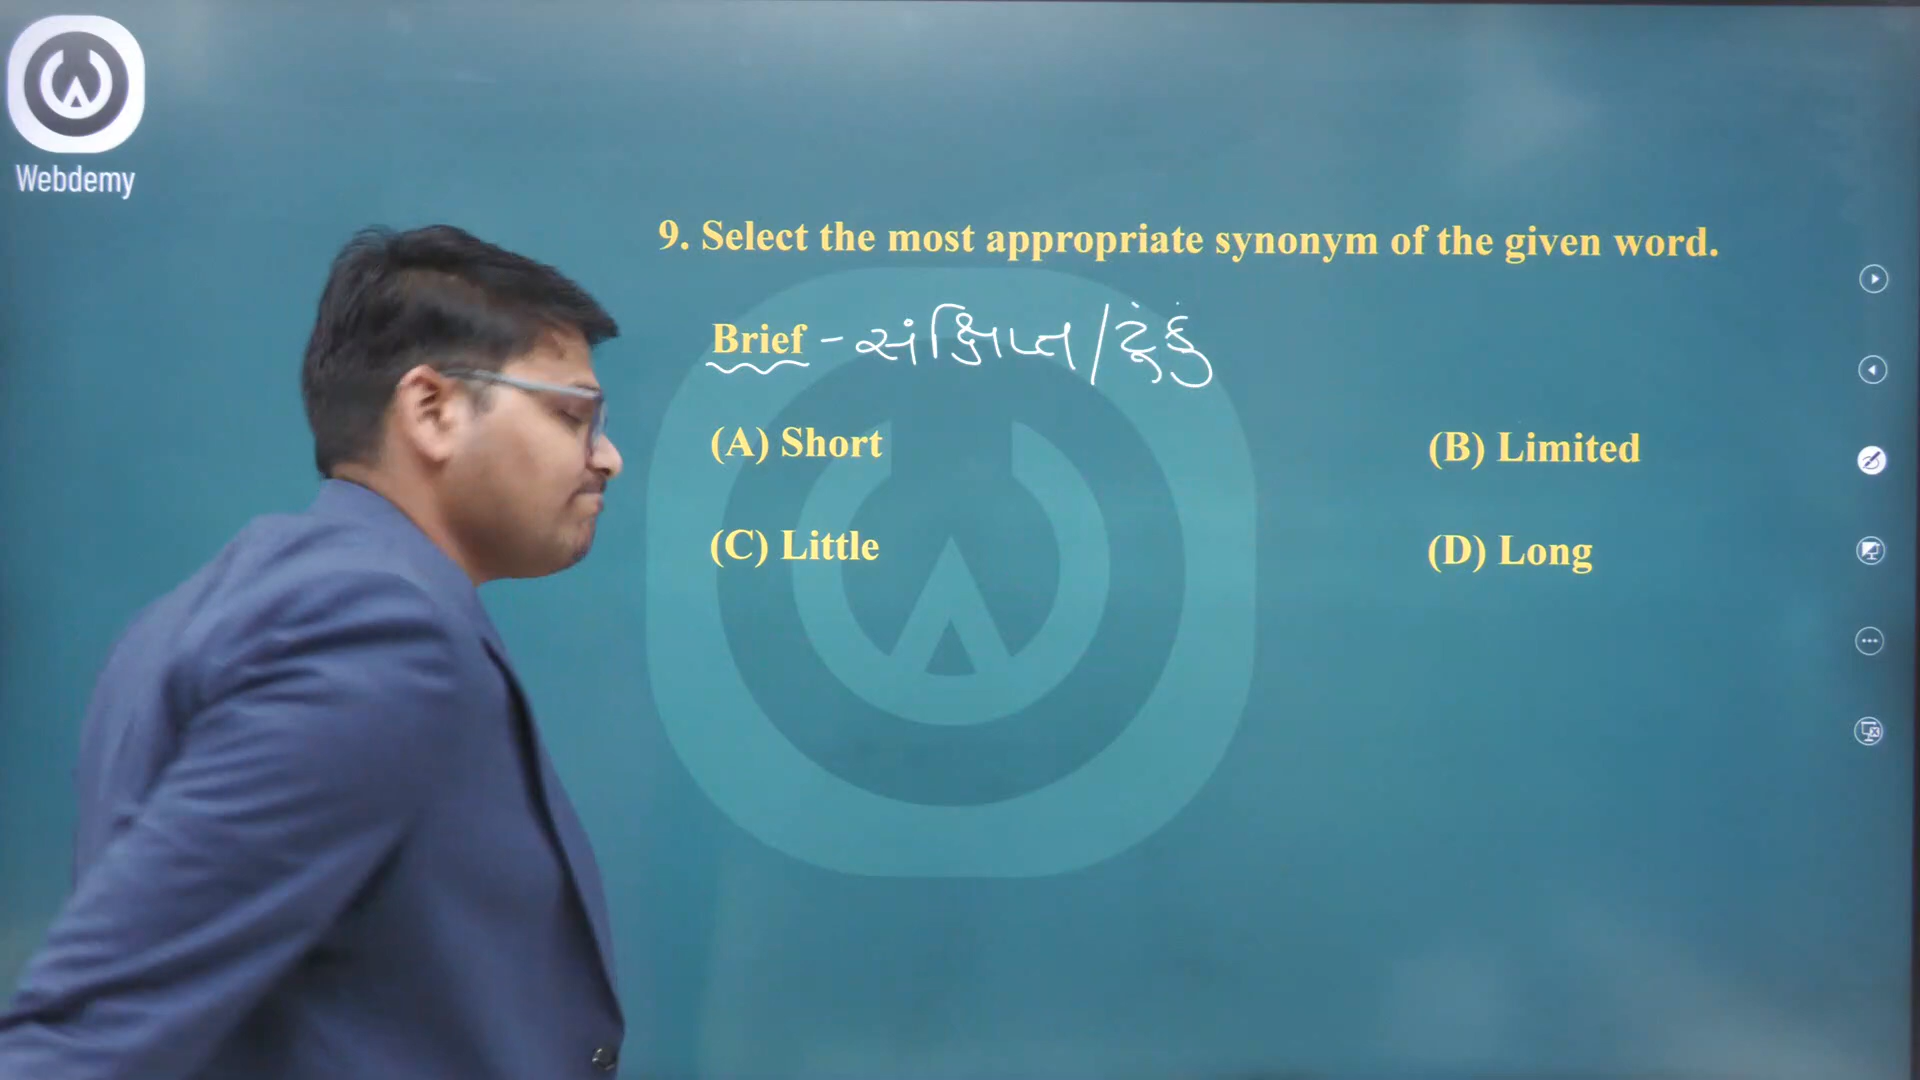 Webdemy
9. Select the most appropriate synonym of the given word.
Brief - સંક્ષિપ્ત / ટૂંકું
(A) Short (B) Limited
(C) Little (D) Long